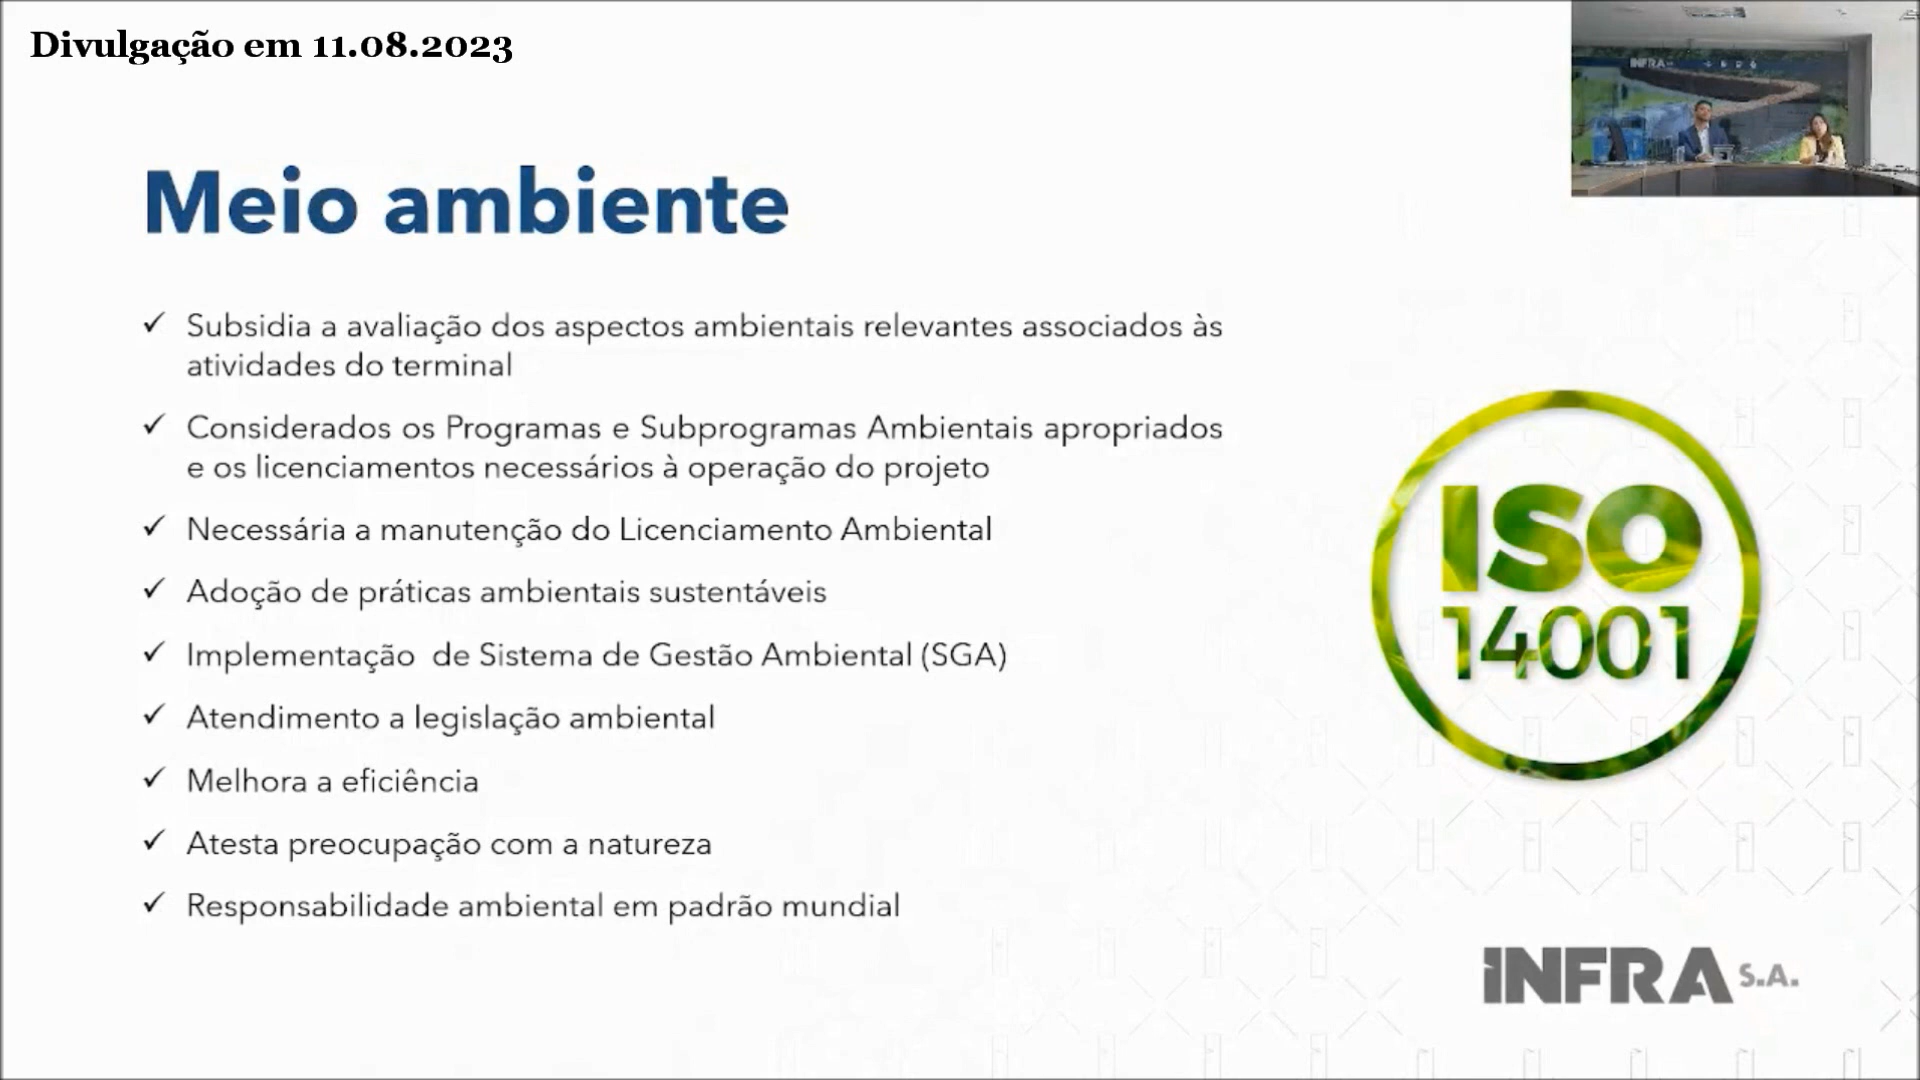 Divulgação em 11.08.2023
INFRA
Meio ambiente
✓ Subsidia a avaliação dos aspectos ambientais relevantes associados às
atividades do terminal
✓ Considerados os Programas e Subprogramas Ambientais apropriados
e os licenciamentos necessários à operação do projeto
✓ Necessária a manutenção do Licenciamento Ambiental
✓ Adoção de práticas ambientais sustentáveis
✓ Implementação  de Sistema de Gestão Ambiental (SGA)
✓ Atendimento a legislação ambiental
✓ Melhora a eficiência
✓ Atesta preocupação com a natureza
✓ Responsabilidade ambiental em padrão mundial
ISO
14001
INFRA S.A.